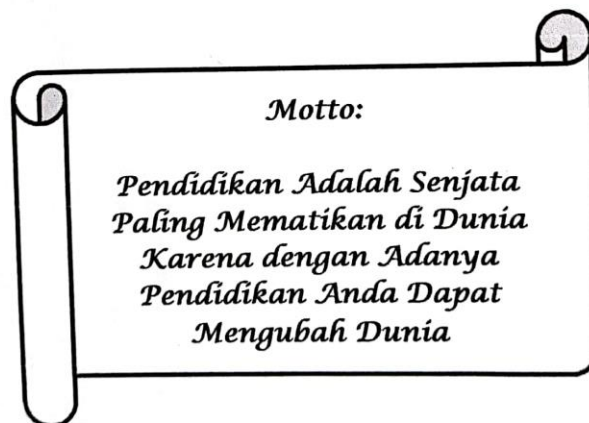 Motto:
Pendidikan Adalah Senjata
Paling Mematikan di Dunia
Karena dengan Adanya
Pendidikan Anda Dapat
Mengubah Dunia